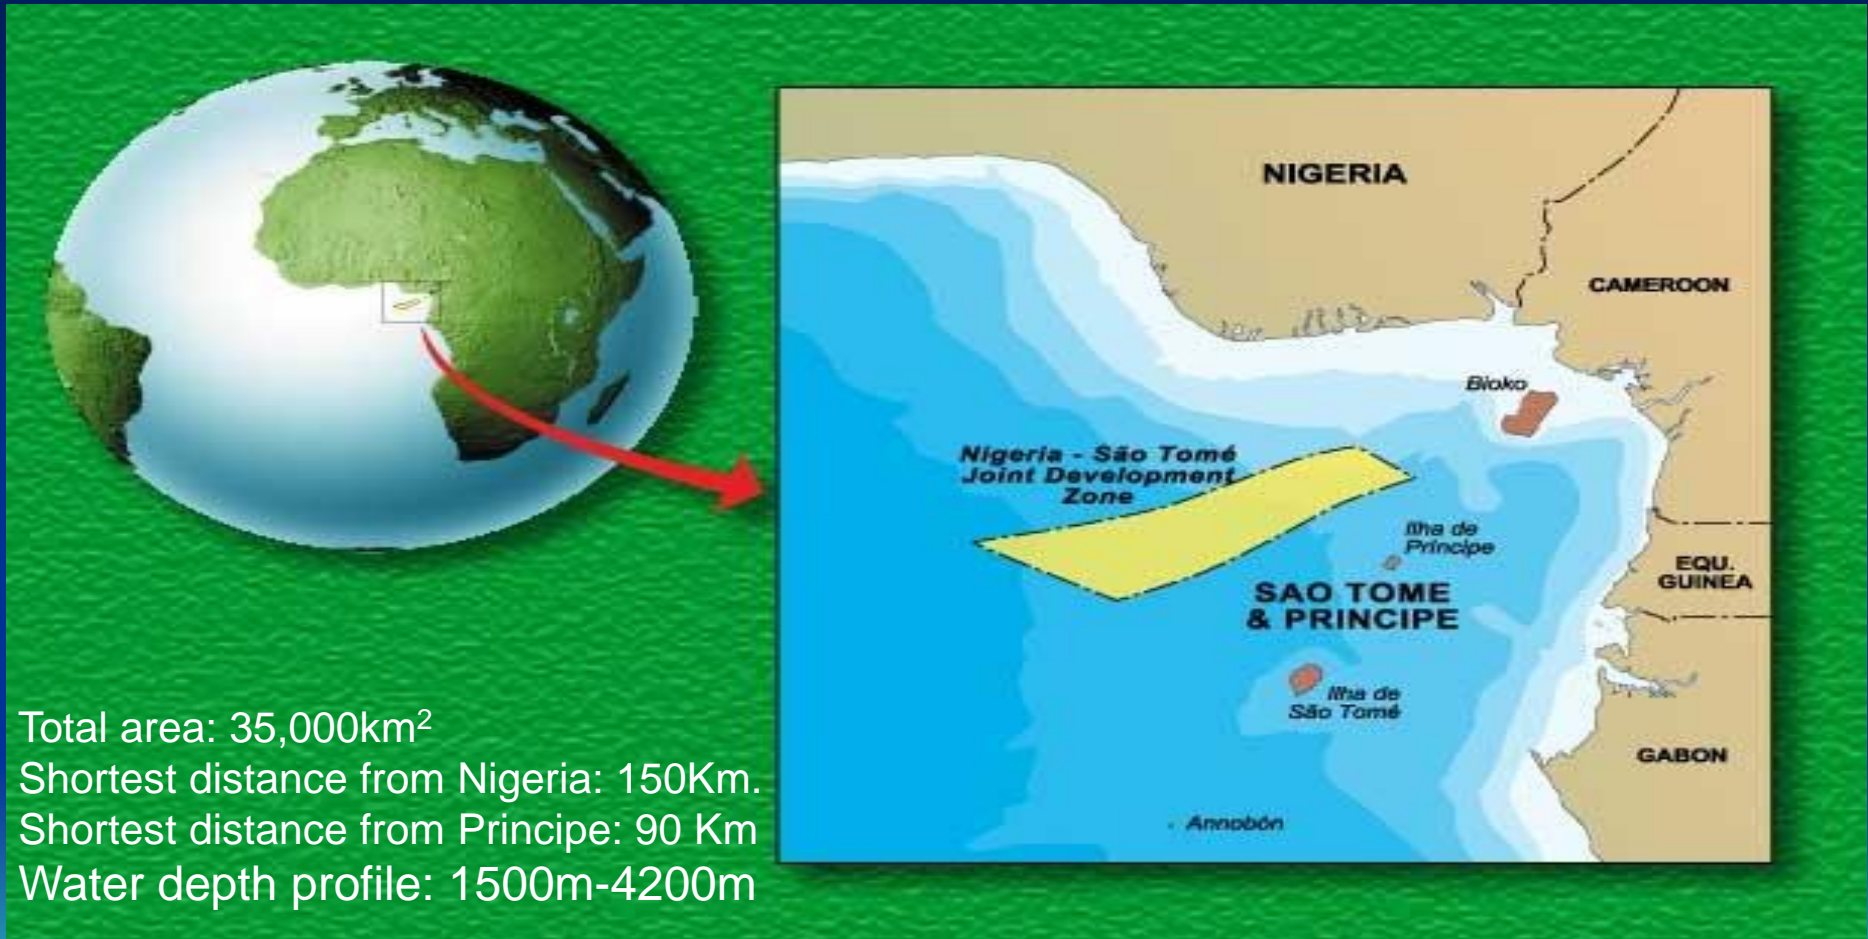 NIGERIA
CAMEROON
Bioko
Nigeria - São Tomé
Joint Development
Zone
Ilha de
Príncipe
EQU.
GUINEA
SAO TOME
& PRINCIPE
Ilha de
São Tomé
GABON
Annobón
Total area: 35,000km²
Shortest distance from Nigeria: 150Km.
Shortest distance from Principe: 90 Km
Water depth profile: 1500m-4200m